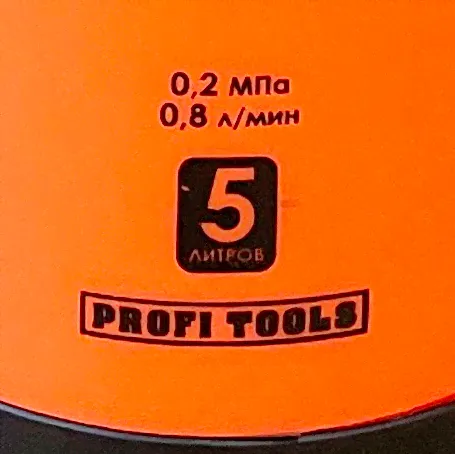 0,2 МПа
0,8 л/мин
5
ЛИТРОВ
PROFI TOOLS